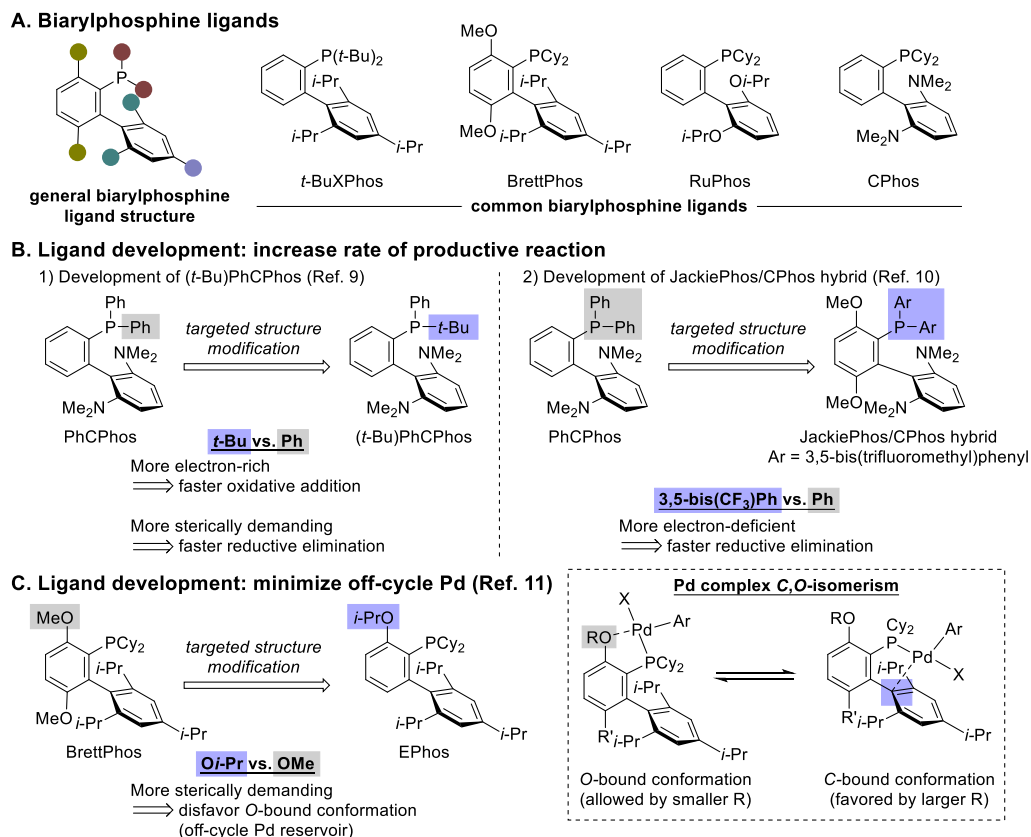 A. Biarylphosphine ligands
P
general biarylphosphine
ligand structure
P(t-Bu)2
i-Pr
i-Pr
i-Pr
t-BuXPhos
MeO
PCy2
i-Pr
MeO
i-Pr
i-Pr
BrettPhos
PCy2
Oi-Pr
i-PrO
RuPhos
PCy2
NMe2
Me2N
CPhos
common biarylphosphine ligands
B. Ligand development: increase rate of productive reaction
1) Development of (t-Bu)PhCPhos (Ref. 9)
Ph
P
Ph
NMe2
Me2N
PhCPhos
targeted structure
modification
Ph
P
t-Bu
NMe2
Me2N
(t-Bu)PhCPhos
t-Bu vs. Ph
More electron-rich
faster oxidative addition
More sterically demanding
faster reductive elimination
2) Development of JackiePhos/CPhos hybrid (Ref. 10)
Ph
P
Ph
NMe2
Me2N
PhCPhos
targeted structure
modification
MeO
Ar
P
Ar
NMe2
MeO
Me2N
JackiePhos/CPhos hybrid
Ar = 3,5-bis(trifluoromethyl)phenyl
3,5-bis(CF3)Ph vs. Ph
More electron-deficient
faster reductive elimination
C. Ligand development: minimize off-cycle Pd (Ref. 11)
MeO
PCy2
i-Pr
MeO
i-Pr
i-Pr
BrettPhos
targeted structure
modification
i-PrO
PCy2
i-Pr
i-Pr
i-Pr
EPhos
Oi-Pr vs. OMe
More sterically demanding
disfavor O-bound conformation
(off-cycle Pd reservoir)
Pd complex C,O-isomerism
X
Pd
Ar
RO
PCy2
i-Pr
R'
i-Pr
i-Pr
O-bound conformation
(allowed by smaller R)
RO
Cy2
P
Ar
Pd
X
i-Pr
R'
i-Pr
i-Pr
C-bound conformation
(favored by larger R)